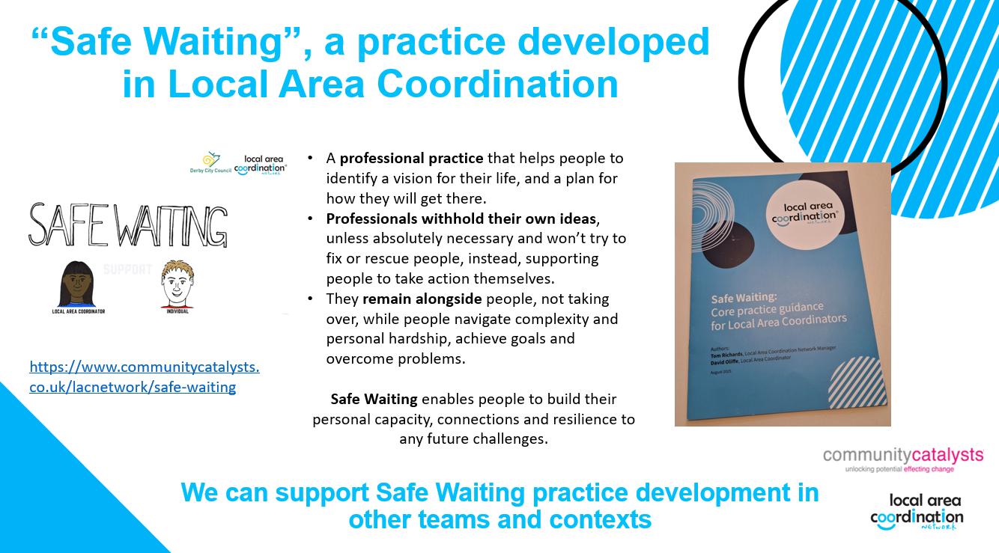 “Safe Waiting”, a practice developed
in Local Area Coordination
Derby City Council
local area
coordination
NETWORK
SAFE WAITING
SUPPORT
LOCAL AREA COORDINATOR
INDIVIDUAL
https://www.communitycatalysts.
co.uk/lacnetwork/safe-waiting
• A professional practice that helps people to
identify a vision for their life, and a plan for
how they will get there.
• Professionals withhold their own ideas,
unless absolutely necessary and won’t try to
fix or rescue people, instead, supporting
people to take action themselves.
• They remain alongside people, not taking
over, while people navigate complexity and
personal hardship, achieve goals and
overcome problems.
Safe Waiting enables people to build their
personal capacity, connections and resilience to
any future challenges.
local area
coordination®
NETWORK
Safe Waiting:
Core practice guidance
for Local Area Coordinators
Authors:
Tom Richards, Local Area Coordination Network Manager
David Oliffe, Local Area Coordinator
August 2025
communitycatalysts
unlocking potential effecting change
We can support Safe Waiting practice development in
other teams and contexts
local area
coordination
NETWORK